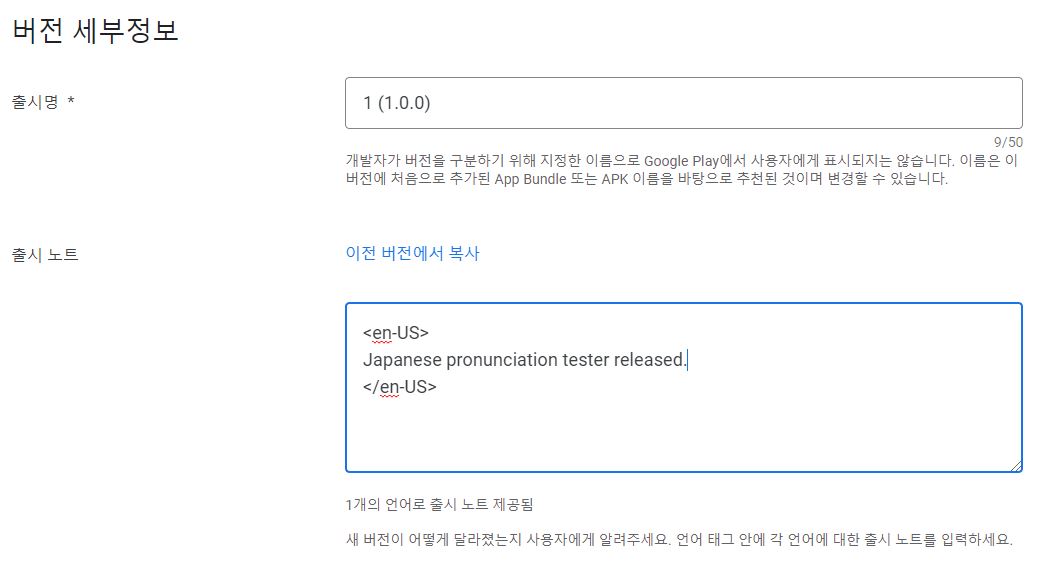 버전 세부정보
출시명 *
1 (1.0.0)
9/50
개발자가 버전을 구분하기 위해 지정한 이름으로 Google Play에서 사용자에게 표시되지는 않습니다. 이름은 이
버전에 처음으로 추가된 App Bundle 또는 APK 이름을 바탕으로 추천된 것이며 변경할 수 있습니다.
출시 노트
이전 버전에서 복사
<en-US>
Japanese pronunciation tester released.
</en-US>
1개의 언어로 출시 노트 제공됨
새 버전이 어떻게 달라졌는지 사용자에게 알려주세요. 언어 태그 안에 각 언어에 대한 출시 노트를 입력하세요.